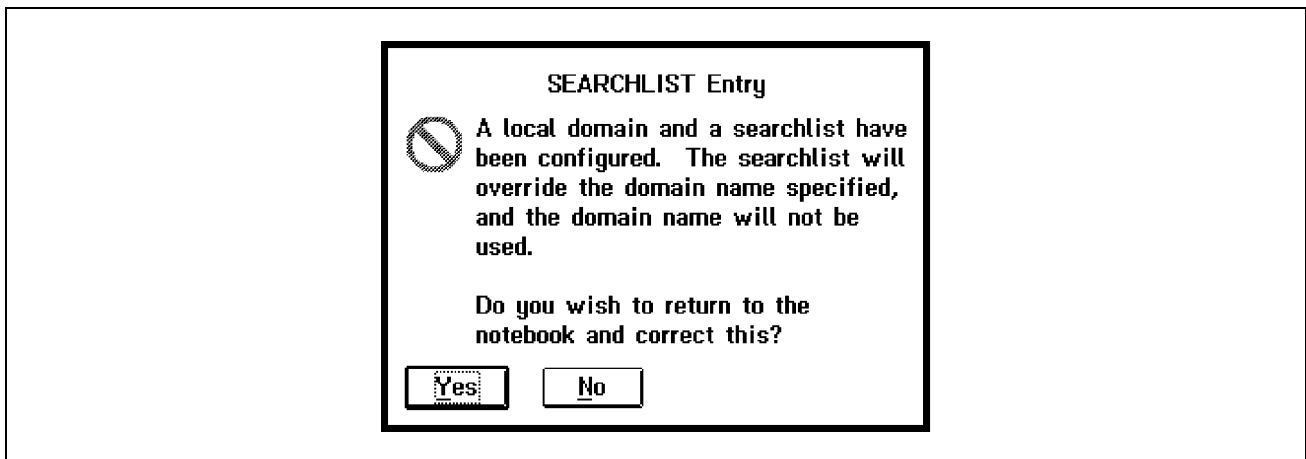 SEARCHLIST Entry
A local domain and a searchlist have
been configured.  The searchlist will
override the domain name specified,
and the domain name will not be
used.
Do you wish to return to the
notebook and correct this?
Yes
No